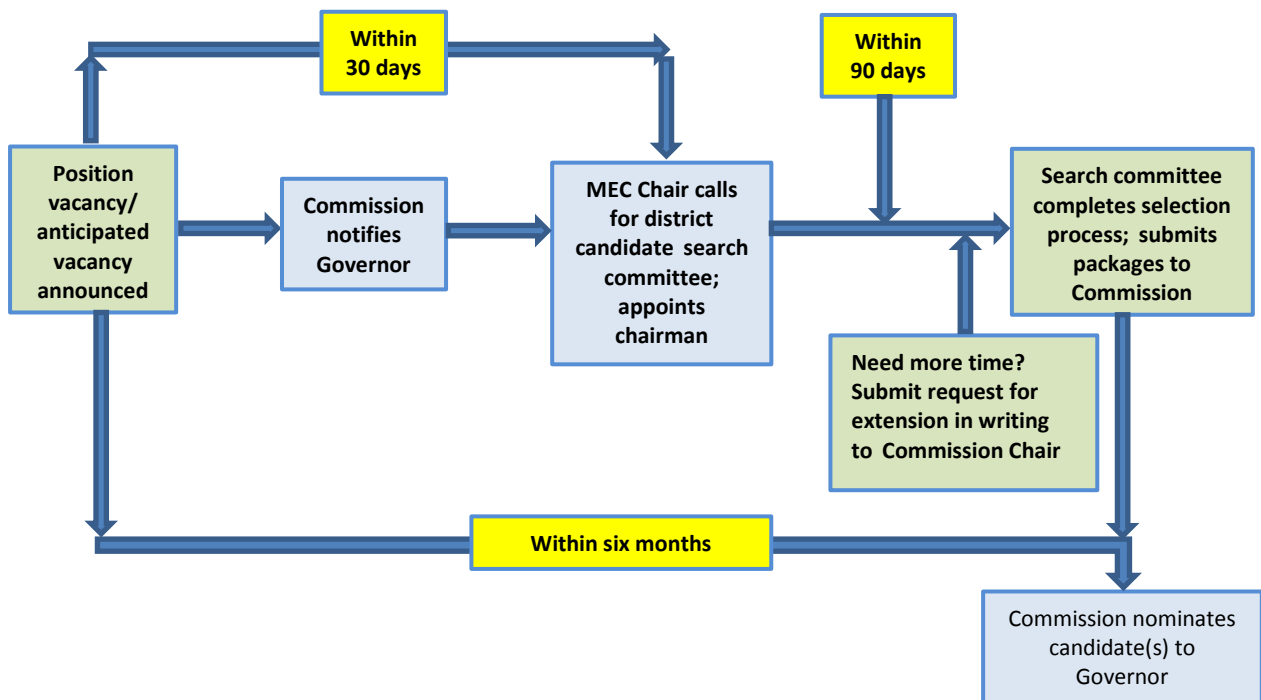 Within
30 days
Within
90 days
Position
vacancy/
anticipated
vacancy
announced
Commission
notifies
Governor
MEC Chair calls
for district
candidate search
committee;
appoints
chairman
Search committee
completes selection
process; submits
packages to
Commission
Need more time?
Submit request for
extension in writing
to Commission Chair
Within six months
Commission nominates
candidate(s) to
Governor